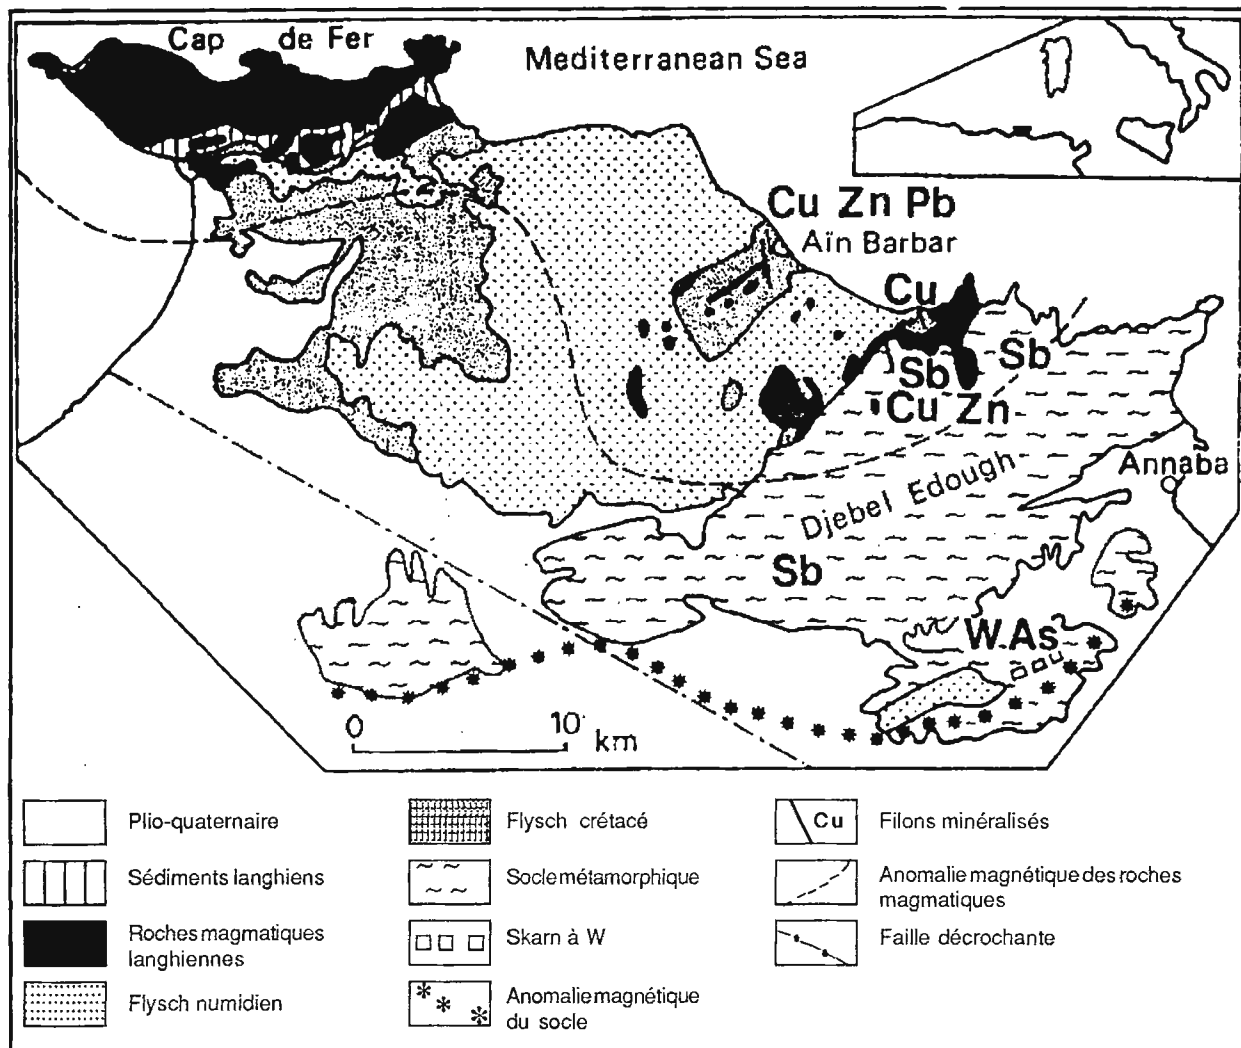 Cap de Fer
Mediterranean Sea
Cu Zn Pb
Aïn Barbar
Cu
Sb
Sb
Cu Zn
Annaba
Djebel Edough
Sb
W.As
0 10
km
Plio-quaternaire
Sédiments langhiens
Roches magmatiques
langhiennes
Flysch numidien
Flysch crétacé
Socle métamorphique
Skarn à W
Anomalie magnétique
du socle
Cu
Filons minéralisés
Anomalie magnétique des roches
magmatiques
Faille décrochante